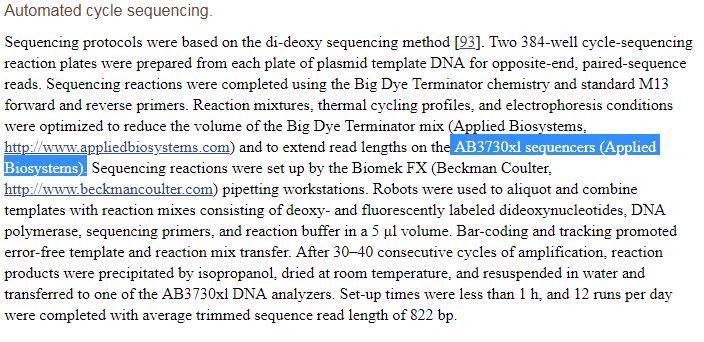 Automated cycle sequencing.
Sequencing protocols were based on the di-deoxy sequencing method [93]. Two 384-well cycle-sequencing
reaction plates were prepared from each plate of plasmid template DNA for opposite-end, paired-sequence
reads. Sequencing reactions were completed using the Big Dye Terminator chemistry and standard M13
forward and reverse primers. Reaction mixtures, thermal cycling profiles, and electrophoresis conditions
were optimized to reduce the volume of the Big Dye Terminator mix (Applied Biosystems,
http://www.appliedbiosystems.com) and to extend read lengths on the AB3730xl sequencers (Applied
Biosystems). Sequencing reactions were set up by the Biomek FX (Beckman Coulter,
http://www.beckmancoulter.com) pipetting workstations. Robots were used to aliquot and combine
templates with reaction mixes consisting of deoxy- and fluorescently labeled dideoxynucleotides, DNA
polymerase, sequencing primers, and reaction buffer in a 5 μl volume. Bar-coding and tracking promoted
error-free template and reaction mix transfer. After 30–40 consecutive cycles of amplification, reaction
products were precipitated by isopropanol, dried at room temperature, and resuspended in water and
transferred to one of the AB3730xl DNA analyzers. Set-up times were less than 1 h, and 12 runs per day
were completed with average trimmed sequence read length of 822 bp.